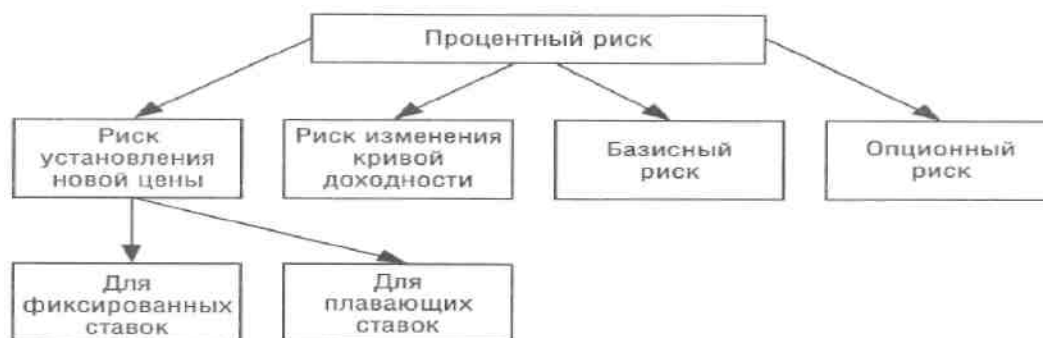 Процентный риск
Риск
установления
новой цены
Риск изменения
кривой
доходности
Базисный
риск
Опционный
риск
Для
фиксированных
ставок
Для
плавающих
ставок